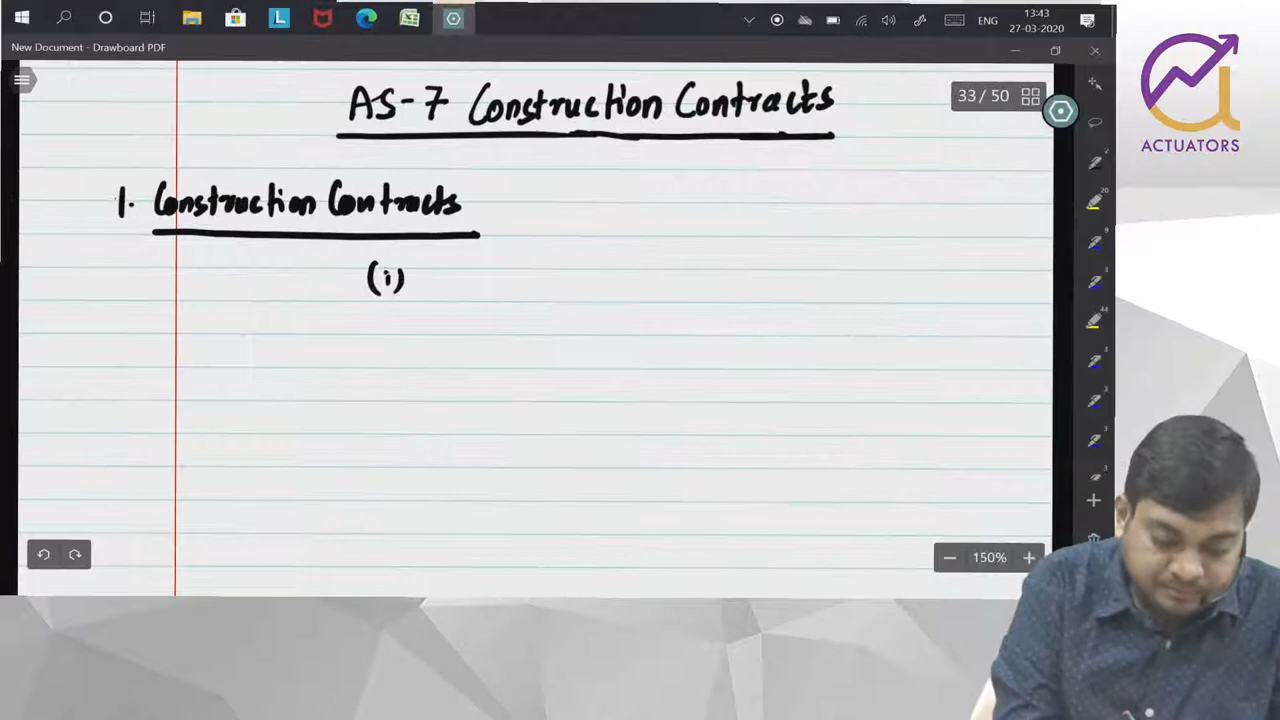 13:43
ENG
27-03-2020
New Document - Drawboard PDF
AS-7 Construction Contracts
33 / 50
ACTUATORS
1. Construction Contracts
(i)
150%